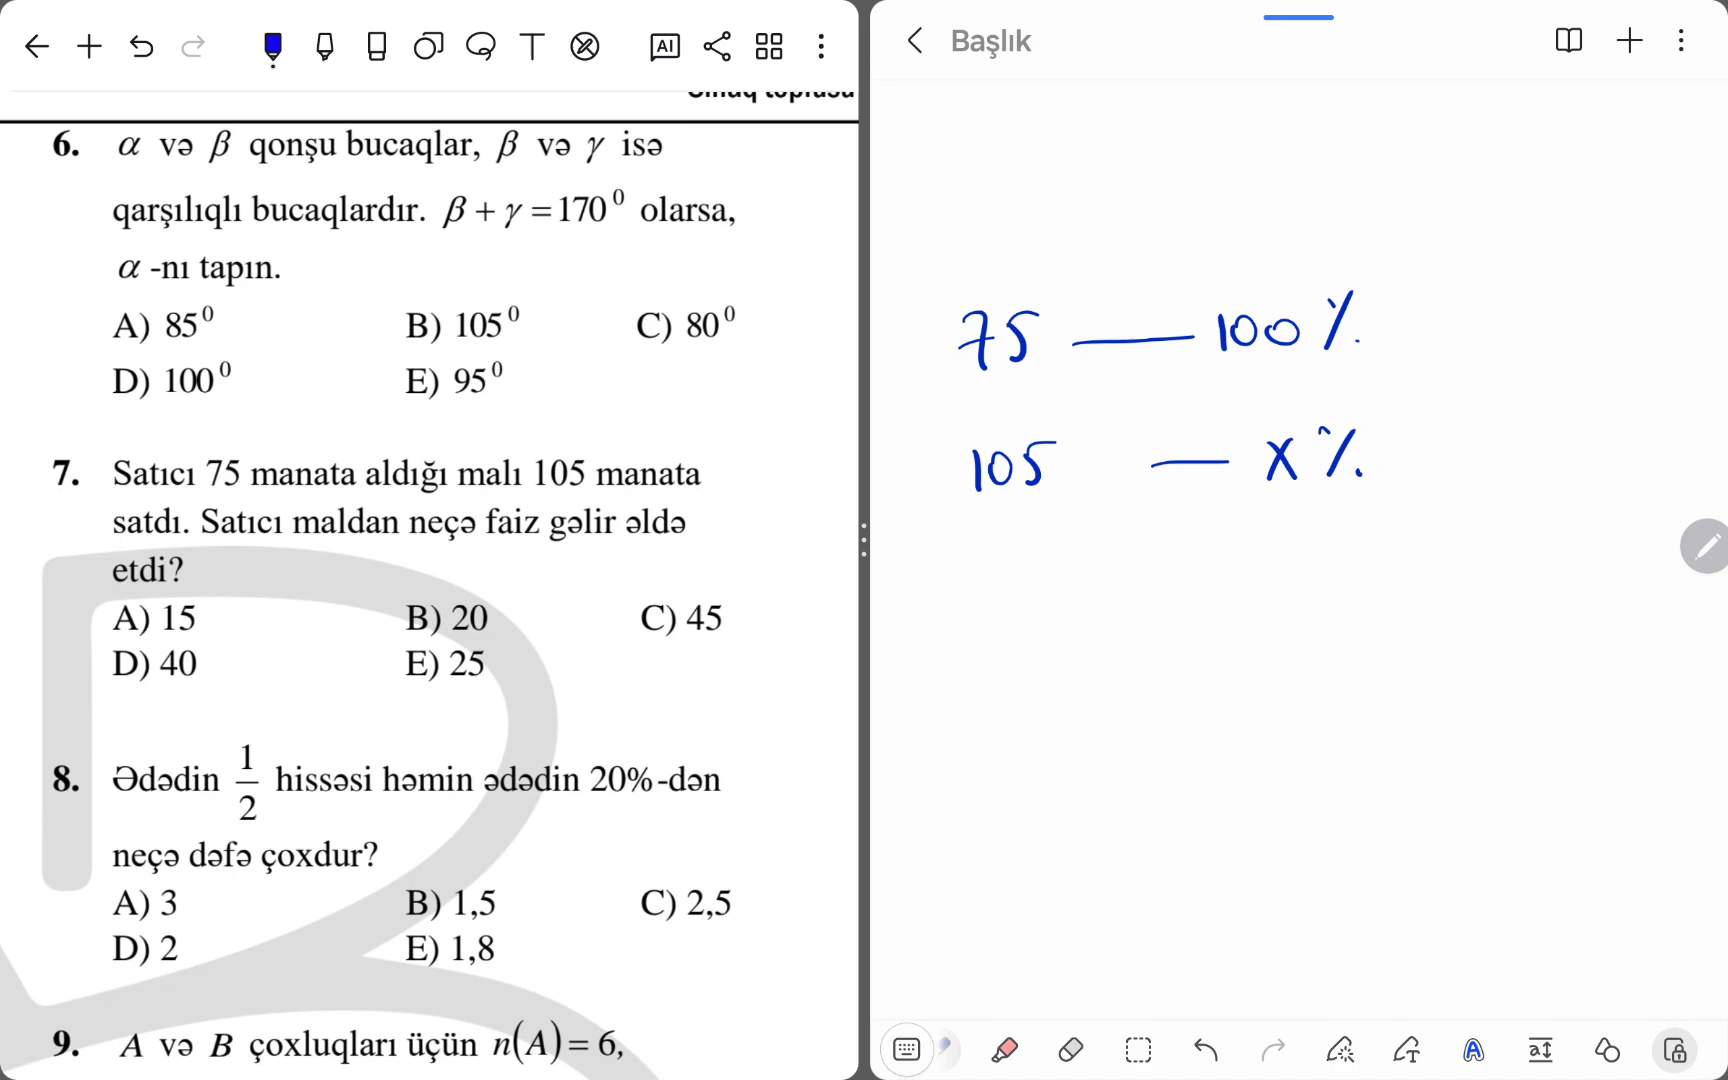 6. α və β qonşu bucaqlar, β və γ isə
qarşılıqlı bucaqlardır. β + γ = 170⁰ olarsa,
α -nı tapın.
A) 85⁰ B) 105⁰ C) 80⁰
D) 100⁰ E) 95⁰
7. Satıcı 75 manata aldığı malı 105 manata
satdı. Satıcı maldan neçə faiz gəlir əldə
etdi?
A) 15 B) 20 C) 45
D) 40 E) 25
8. Ədədin 1/2 hissəsi həmin ədədin 20%-dən
neçə dəfə çoxdur?
A) 3 B) 1,5 C) 2,5
D) 2 E) 1,8
9. A və B çoxluqları üçün n(A) = 6,
Başlık
75 — 100 %
105 — x %